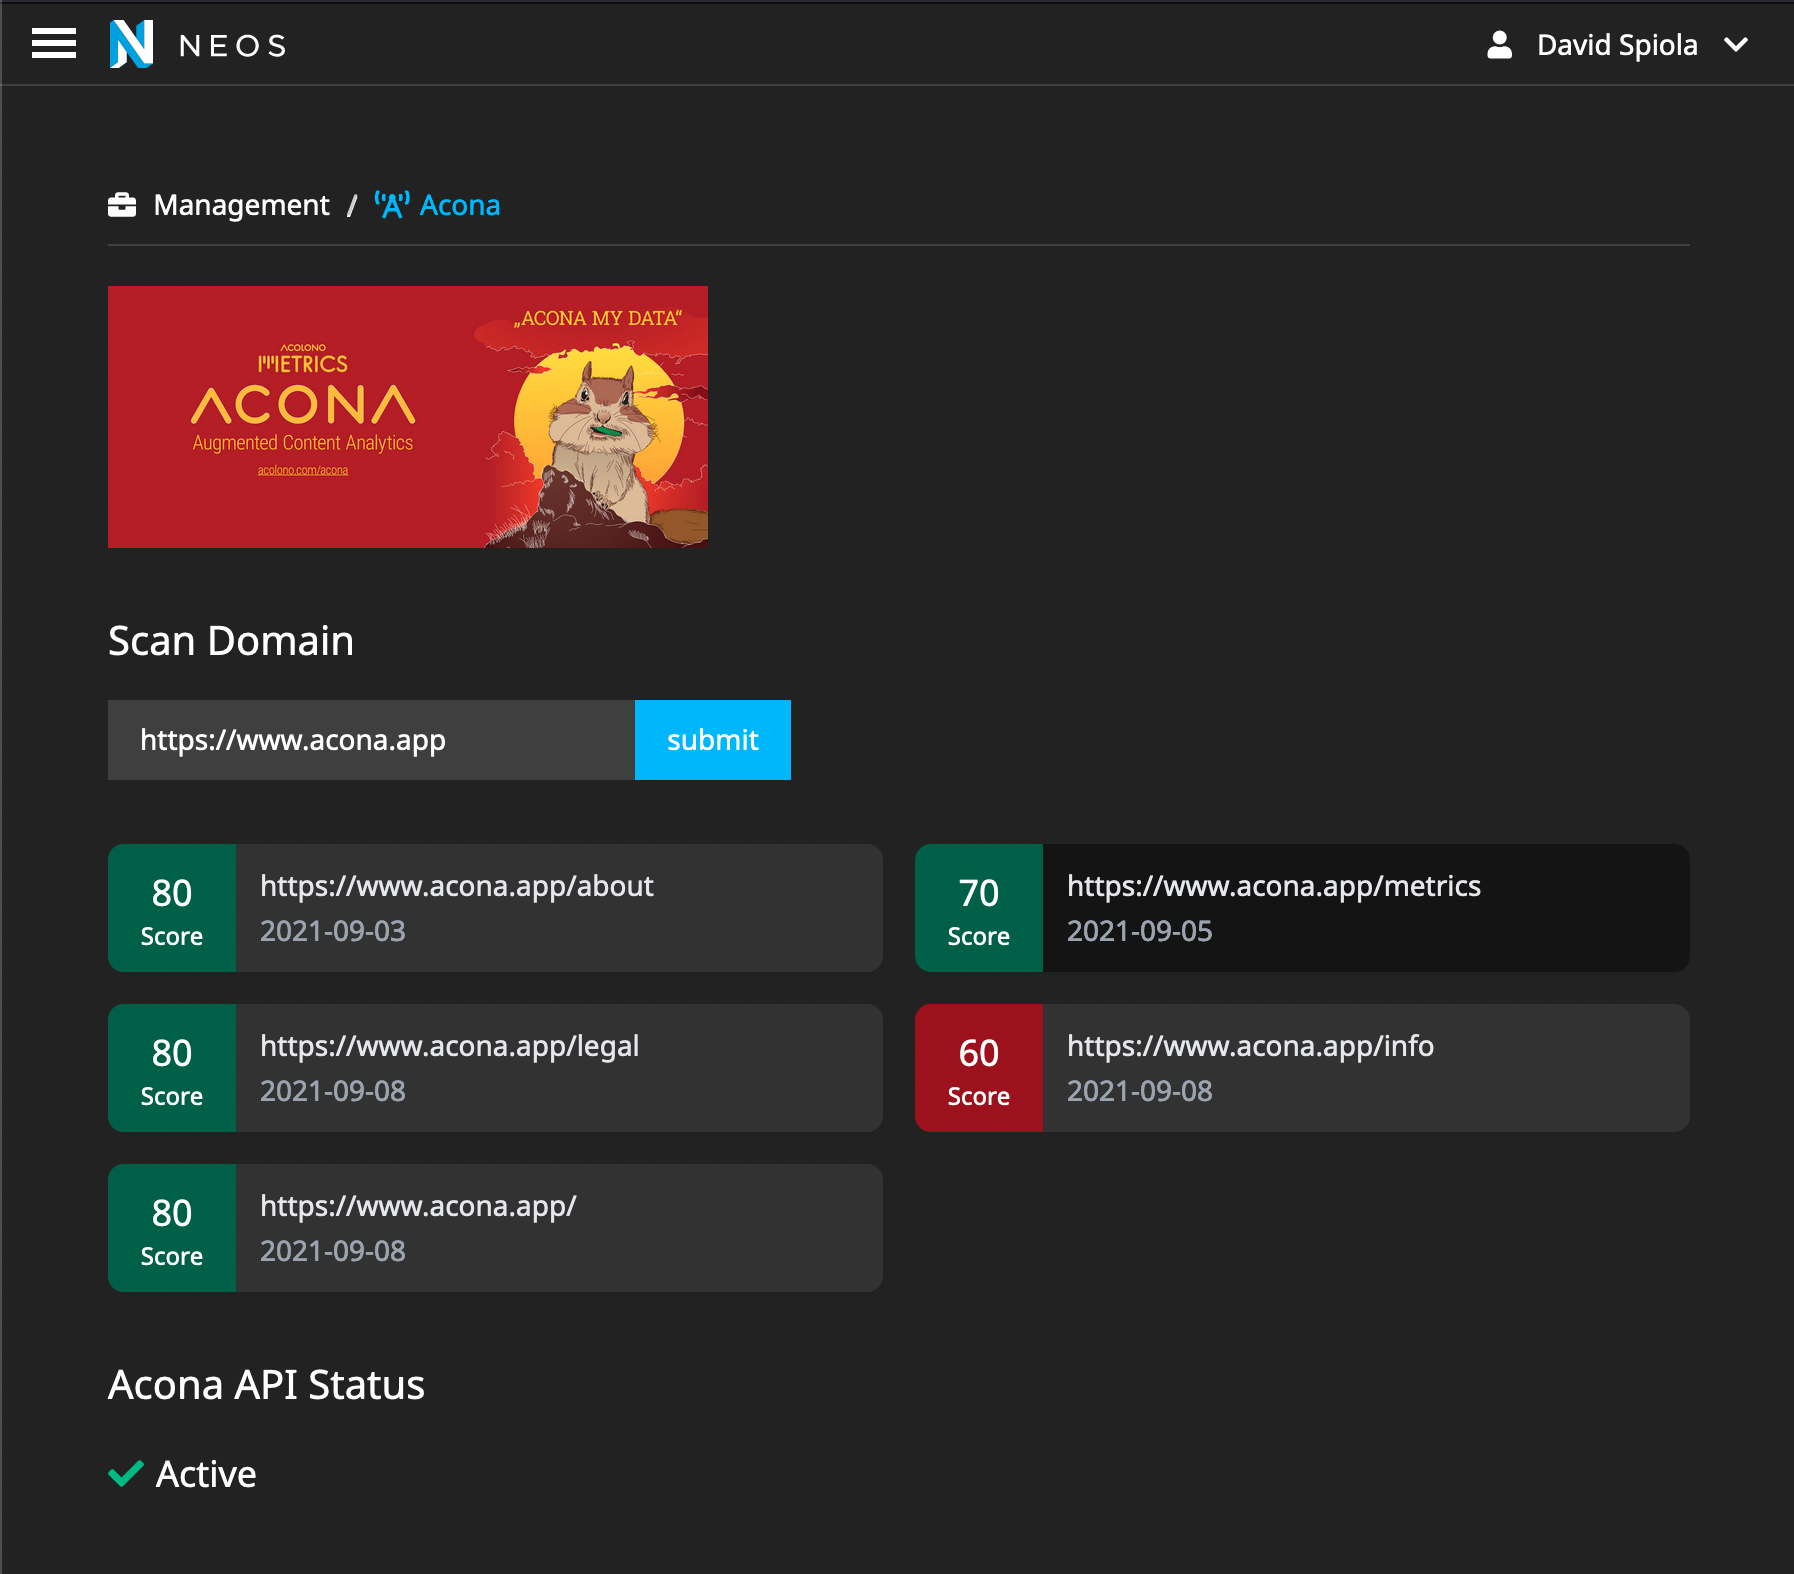 NEOS
David Spiola
Management / Acona
„ACONA MY DATA“
ACOLONO
METRICS
ACONA
Augmented Content Analytics
acolono.com/acona
Scan Domain
https://www.acona.app
submit
80
Score
https://www.acona.app/about
2021-09-03
70
Score
https://www.acona.app/metrics
2021-09-05
80
Score
https://www.acona.app/legal
2021-09-08
60
Score
https://www.acona.app/info
2021-09-08
80
Score
https://www.acona.app/
2021-09-08
Acona API Status
Active